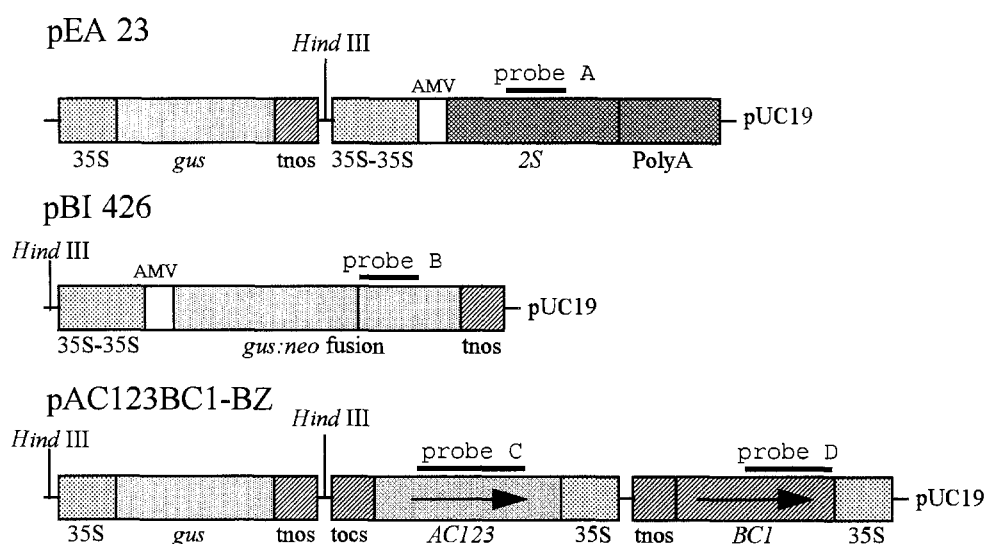 pEA 23
Hind III
AMV
probe A
pUC19
35S gus tnos 35S-35S 2S PolyA
pBI 426
Hind III
AMV
probe B
pUC19
35S-35S gus:neo fusion tnos
pAC123BC1-BZ
Hind III
Hind III
probe C probe D
pUC19
35S gus tnos tocs AC123 35S tnos BC1 35S